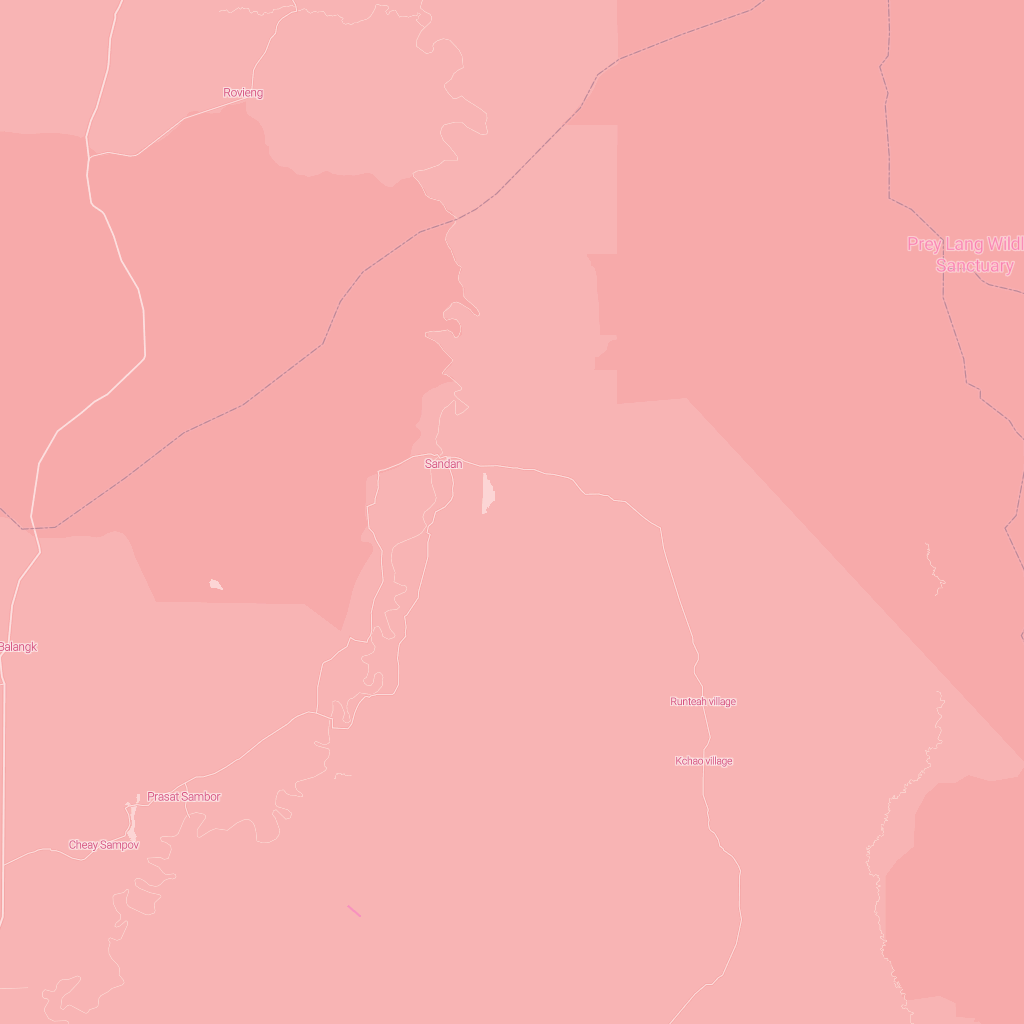 Rovieng
Prey Lang Wildl
Sanctuary
Sandan
Balangk
Runteah village
Kchao village
Prasat Sambor
Cheay Sampov